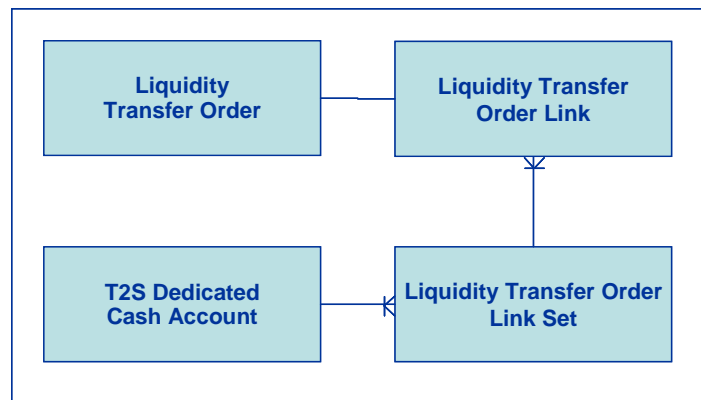 Liquidity
Transfer Order
Liquidity Transfer
Order Link
T2S Dedicated
Cash Account
Liquidity Transfer Order
Link Set